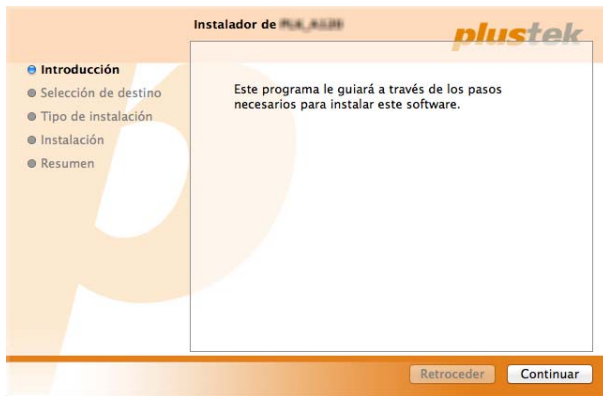 Instalador de
plustek
Introducción
Selección de destino
Tipo de instalación
Instalación
Resumen
Este programa le guiará a través de los pasos
necesarios para instalar este software.
Retroceder
Continuar